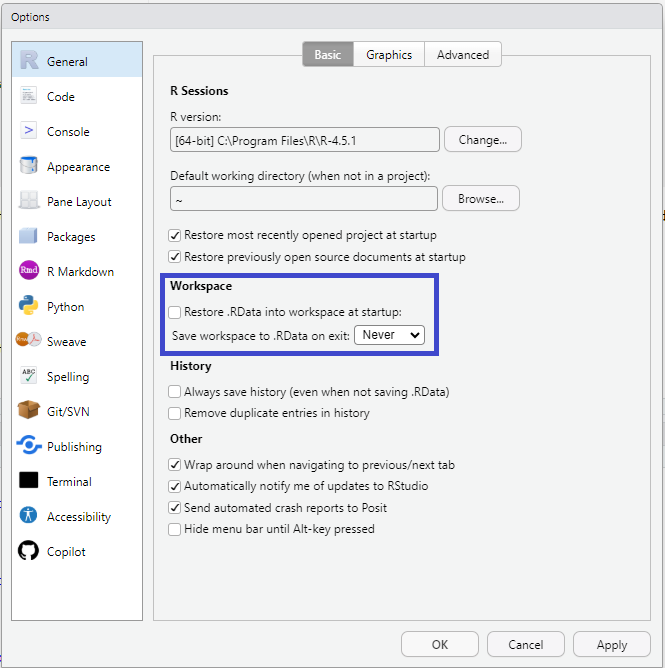 Options
General
Code
Console
Appearance
Pane Layout
Packages
Rmd R Markdown
Python
Sweave
ABC Spelling
Git/SVN
Publishing
Terminal
Accessibility
Copilot
Basic Graphics Advanced
R Sessions
R version:
[64-bit] C:\Program Files\R\R-4.5.1 Change...
Default working directory (when not in a project):
~ Browse...
Restore most recently opened project at startup
Restore previously open source documents at startup
Workspace
Restore .RData into workspace at startup:
Save workspace to .RData on exit: Never
History
Always save history (even when not saving .RData)
Remove duplicate entries in history
Other
Wrap around when navigating to previous/next tab
Automatically notify me of updates to RStudio
Send automated crash reports to Posit
Hide menu bar until Alt-key pressed
OK Cancel Apply